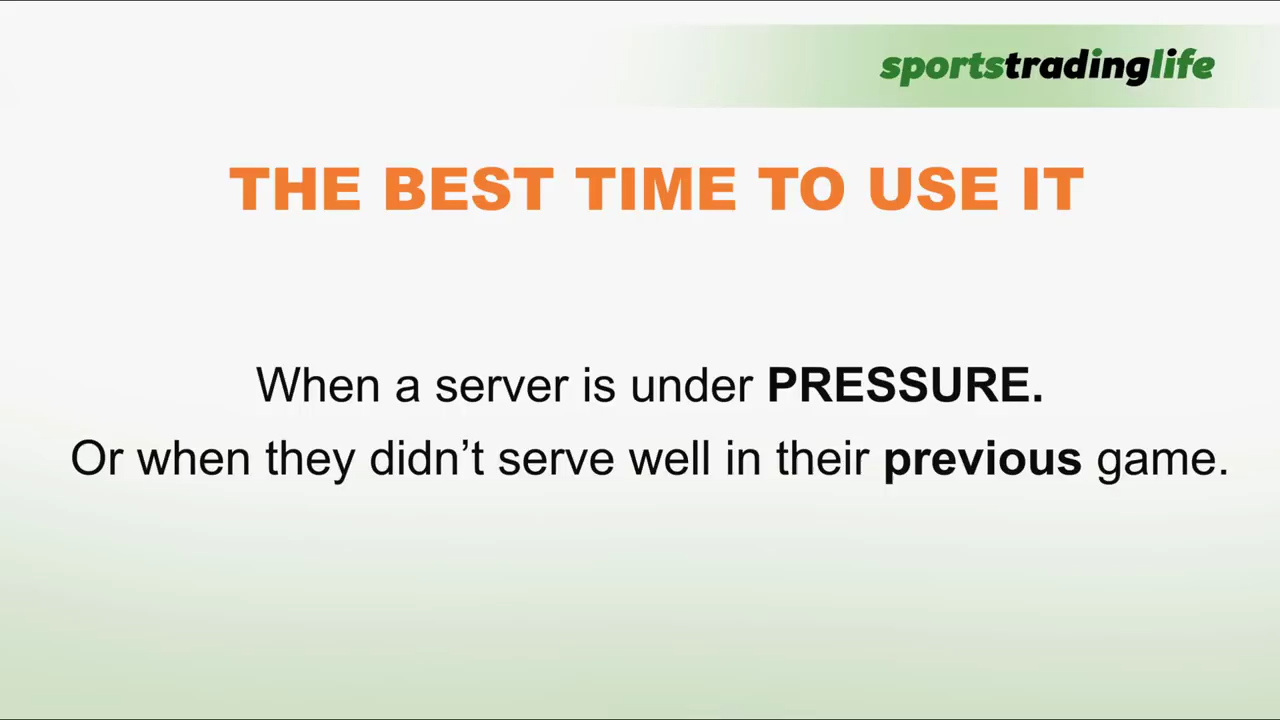 sportstradinglife
THE BEST TIME TO USE IT
When a server is under PRESSURE.
Or when they didn’t serve well in their previous game.